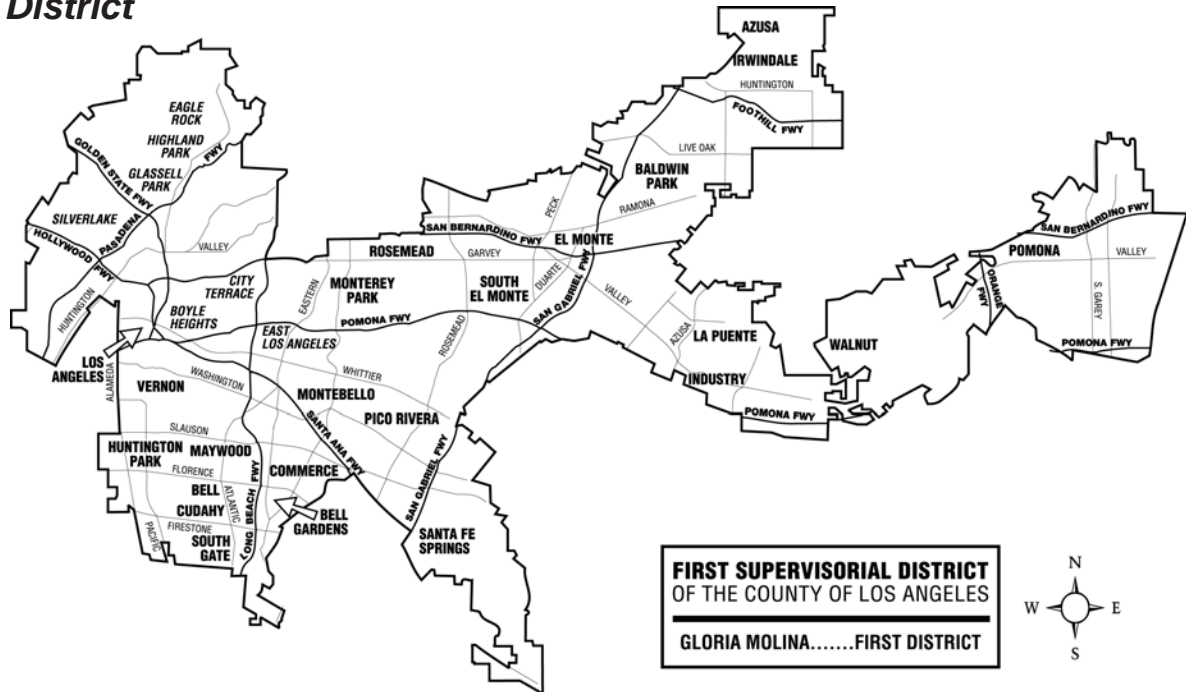 District
AZUSA
IRWINDALE
HUNTINGTON
FOOTHILL FWY
EAGLE
ROCK
HIGHLAND
PARK
FWY
GOLDEN STATE FWY
GLASSELL
PARK
LIVE OAK
BALDWIN
PARK
PECK
RAMONA
SILVERLAKE
PASADENA
HOLLYWOOD
FWY
VALLEY
SAN BERNARDINO FWY
EL MONTE
ROSEMEAD
GARVEY
SAN BERNARDINO FWY
POMONA
VALLEY
CITY
TERRACE
EASTERN
MONTEREY
PARK
SOUTH
EL MONTE
DUARTE
VALLEY
SAN GABRIEL FWY
ORANGE
FWY
S. GAREY
HUNTINGTON
BOYLE
HEIGHTS
EAST
LOS ANGELES
POMONA FWY
ROSEMEAD
AZUSA
LA PUENTE
WALNUT
POMONA FWY
LOS
ANGELES
ALAMEDA
VERNON
WASHINGTON
WHITTIER
MONTEBELLO
INDUSTRY
PICO RIVERA
POMONA FWY
SLAUSON
SANTA ANA FWY
HUNTINGTON
PARK
MAYWOOD
COMMERCE
FLORENCE
BELL
ATLANTIC
LONG BEACH FWY
SAN GABRIEL FWY
CUDAHY
BELL
GARDENS
FIRESTONE
PACIFIC
SOUTH
GATE
SANTA FE
SPRINGS
FIRST SUPERVISORIAL DISTRICT
OF THE COUNTY OF LOS ANGELES
GLORIA MOLINA.......FIRST DISTRICT
N
W
E
S